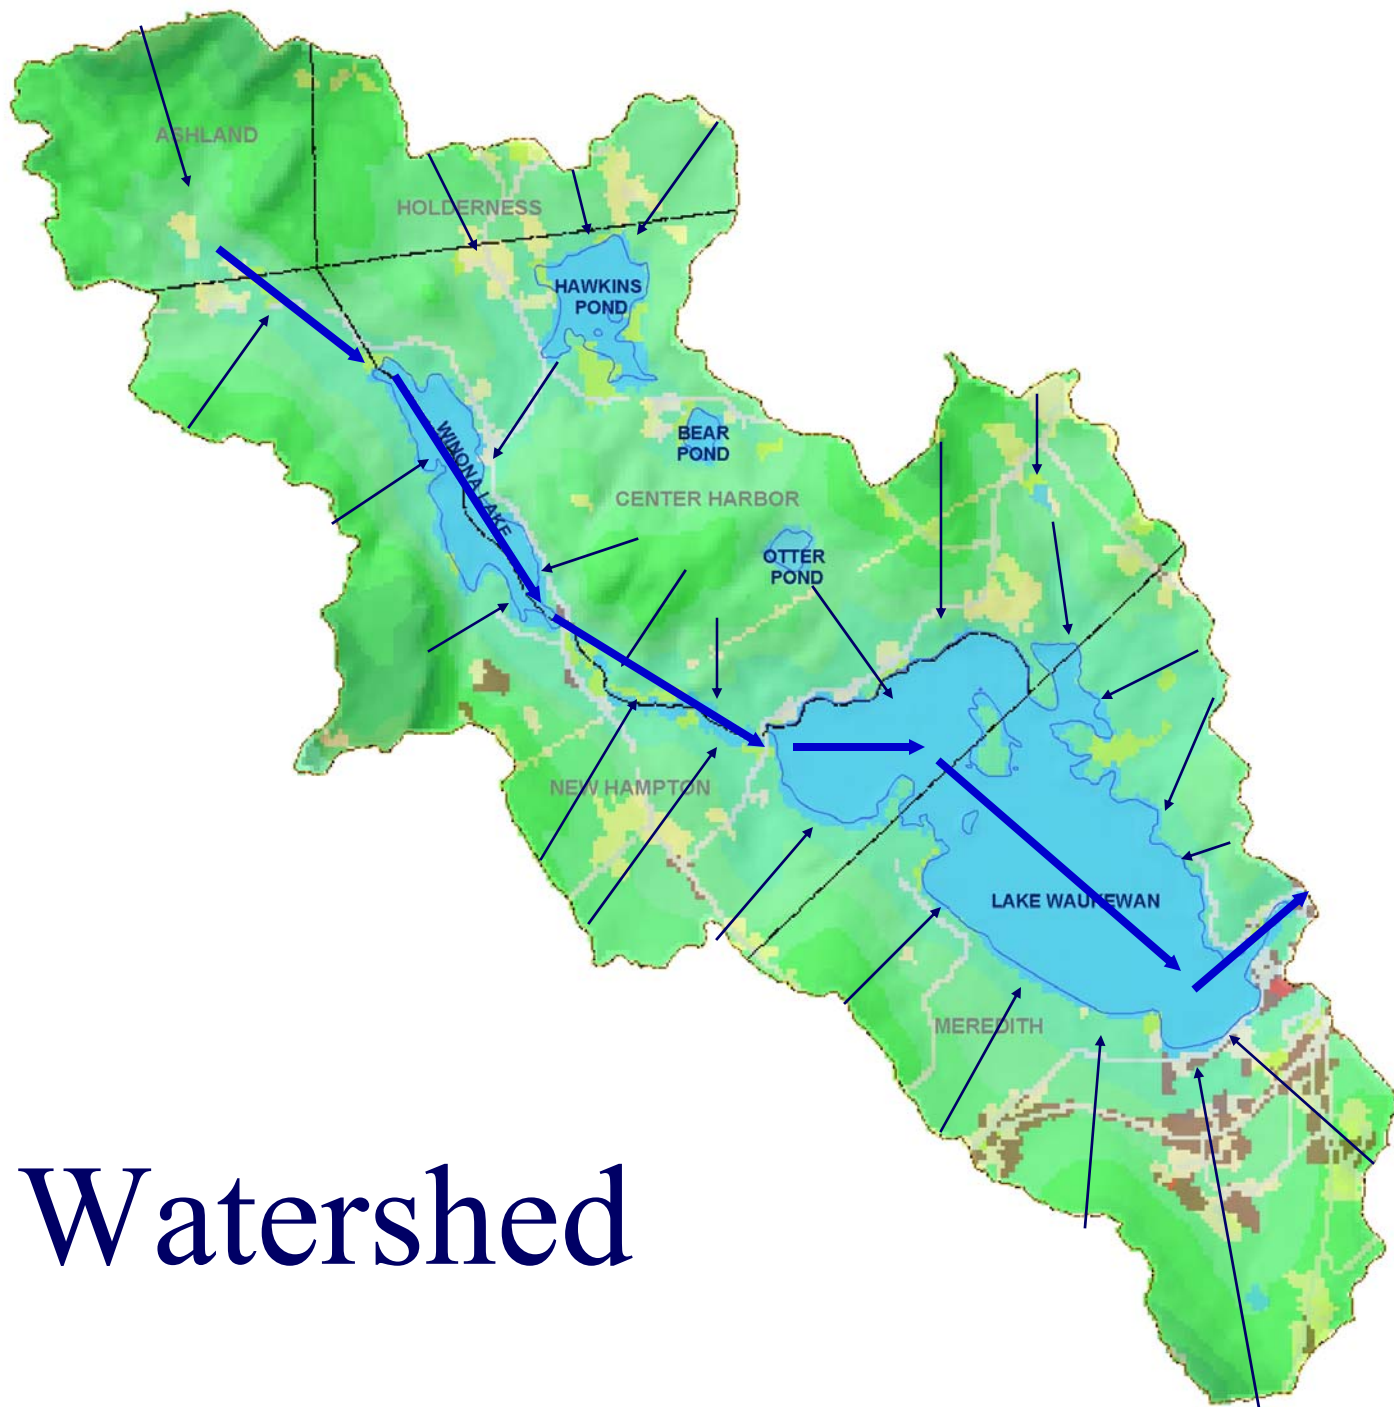 ASHLAND
HOLDERNESS
HAWKINS
POND
WINONA LAKE
BEAR
POND
CENTER HARBOR
OTTER
POND
NEW HAMPTON
LAKE WAUKEWAN
MEREDITH
Watershed